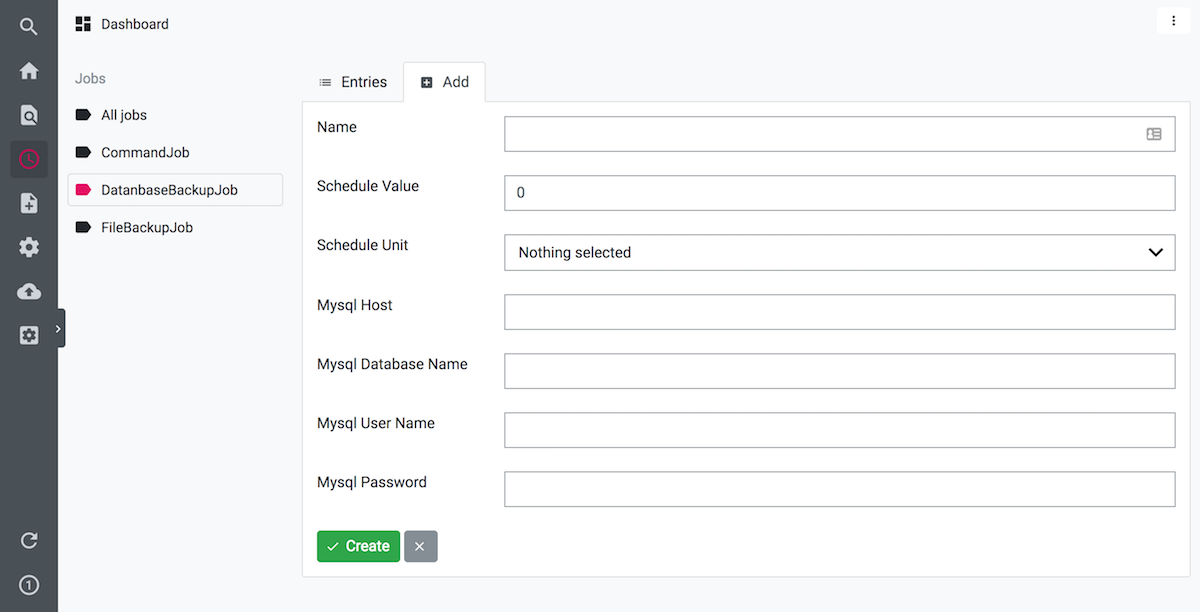 Dashboard
Jobs
All jobs
CommandJob
DatanbaseBackupJob
FileBackupJob
Entries
Add
Name
Schedule Value
0
Schedule Unit
Nothing selected
Mysql Host
Mysql Database Name
Mysql User Name
Mysql Password
Create
1